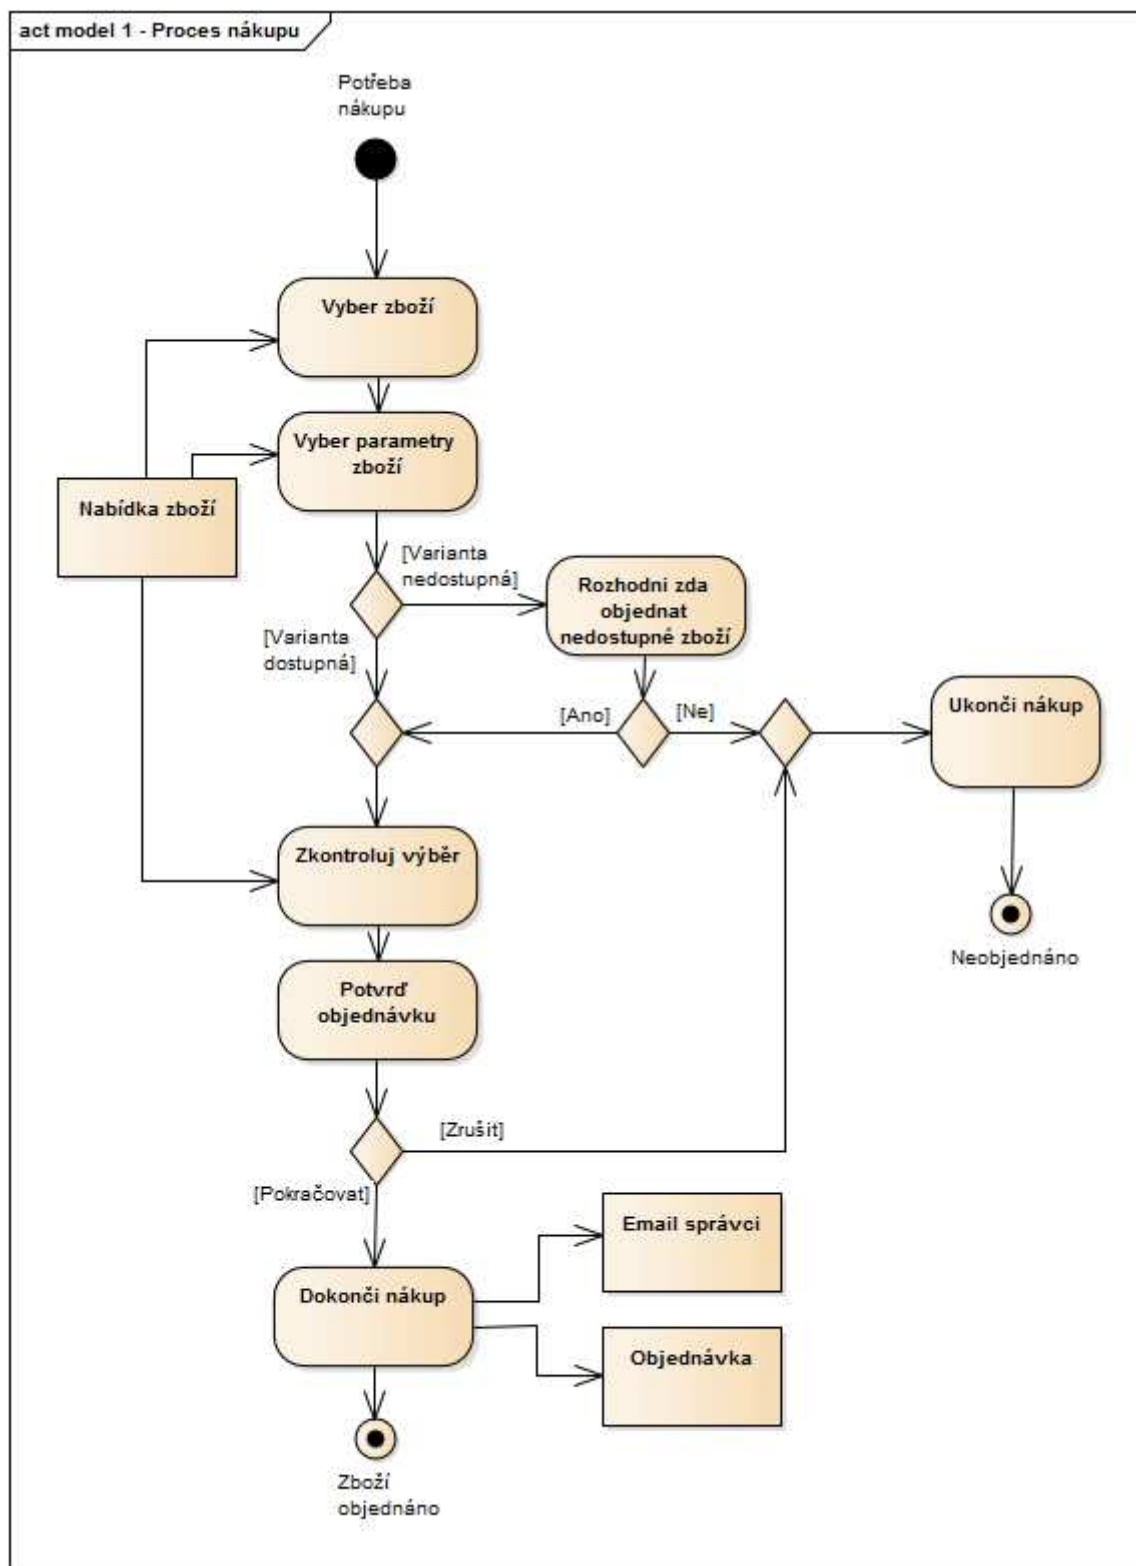 act model 1 - Proces nákupu
Potřeba
nákupu
Vyber zboží
Vyber parametry
zboží
Nabídka zboží
[Varianta
nedostupná]
Rozhodni zda
objednat
nedostupné zboží
[Varianta
dostupná]
[Ano]
[Ne]
Ukonči nákup
Zkontroluj výběr
Neobjednáno
Potvrď
objednávku
[Zrušit]
[Pokračovat]
Email správci
Dokonči nákup
Objednávka
Zboží
objednáno